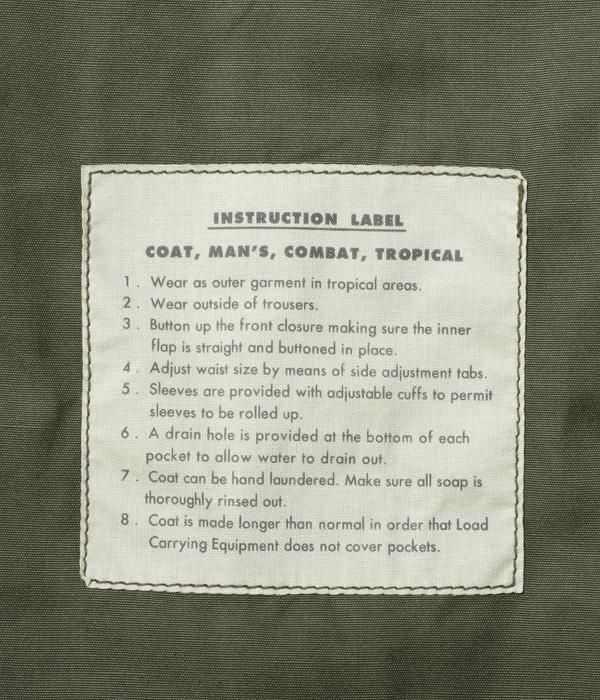 INSTRUCTION LABEL
COAT, MAN'S, COMBAT, TROPICAL
1. Wear as outer garment in tropical areas.
2. Wear outside of trousers.
3. Button up the front closure making sure the inner
flap is straight and buttoned in place.
4. Adjust waist size by means of side adjustment tabs.
5. Sleeves are provided with adjustable cuffs to permit
sleeves to be rolled up.
6. A drain hole is provided at the bottom of each
pocket to allow water to drain out.
7. Coat can be hand laundered. Make sure all soap is
thoroughly rinsed out.
8. Coat is made longer than normal in order that Load
Carrying Equipment does not cover pockets.